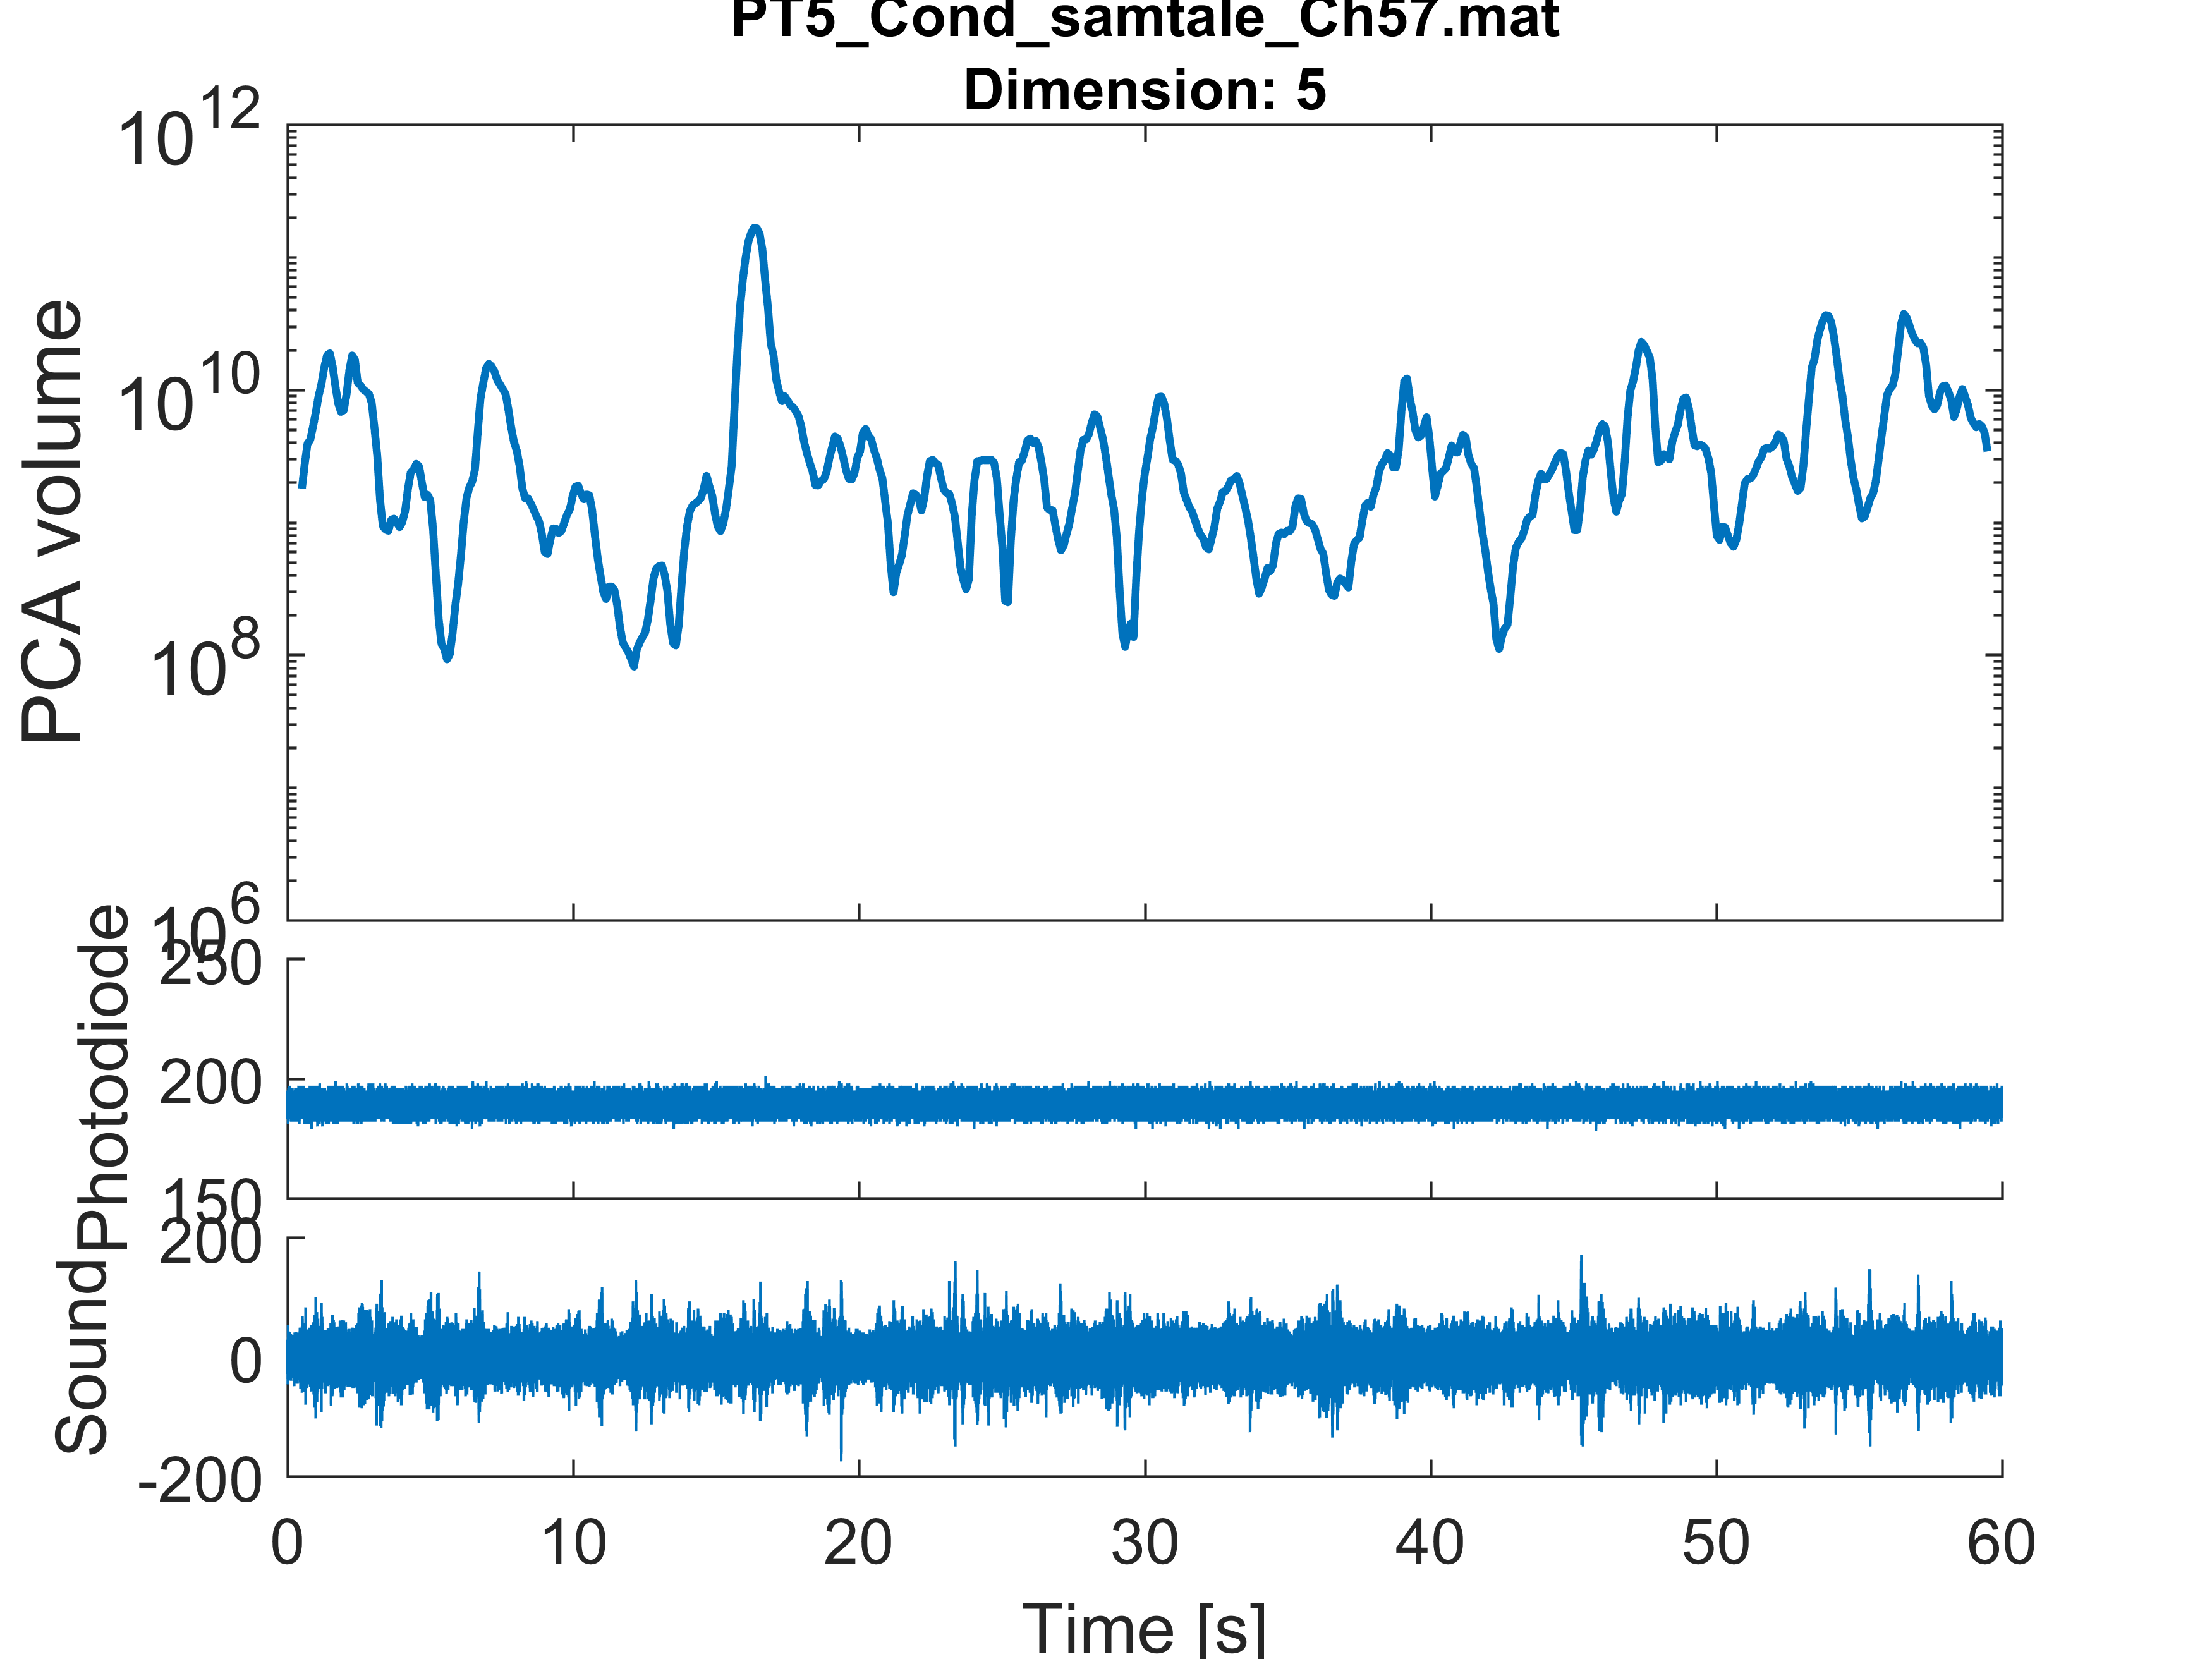 PT5_Cond_samtale_Ch57.mat
Dimension: 5
PCA volume
10^12
10^10
10^8
10^6
Photodiode
250
200
150
Sound
200
0
-200
0 10 20 30 40 50 60
Time [s]